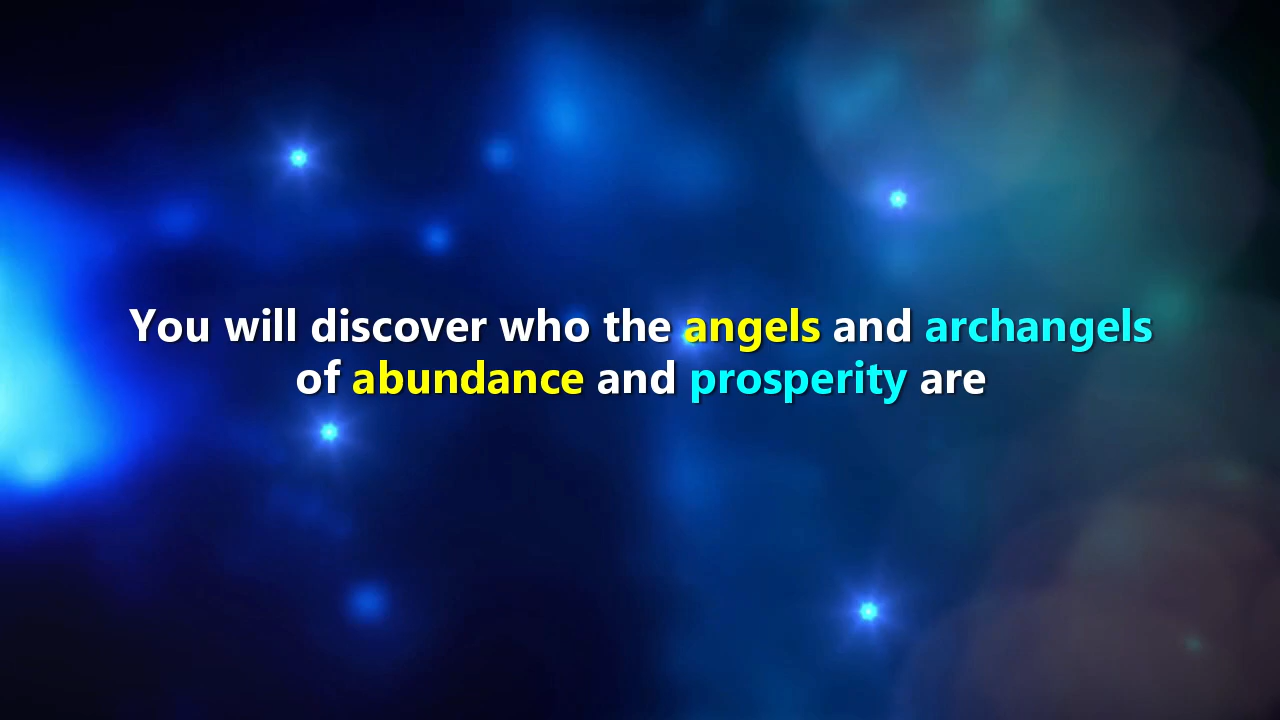 You will discover who the angels and archangels
of abundance and prosperity are